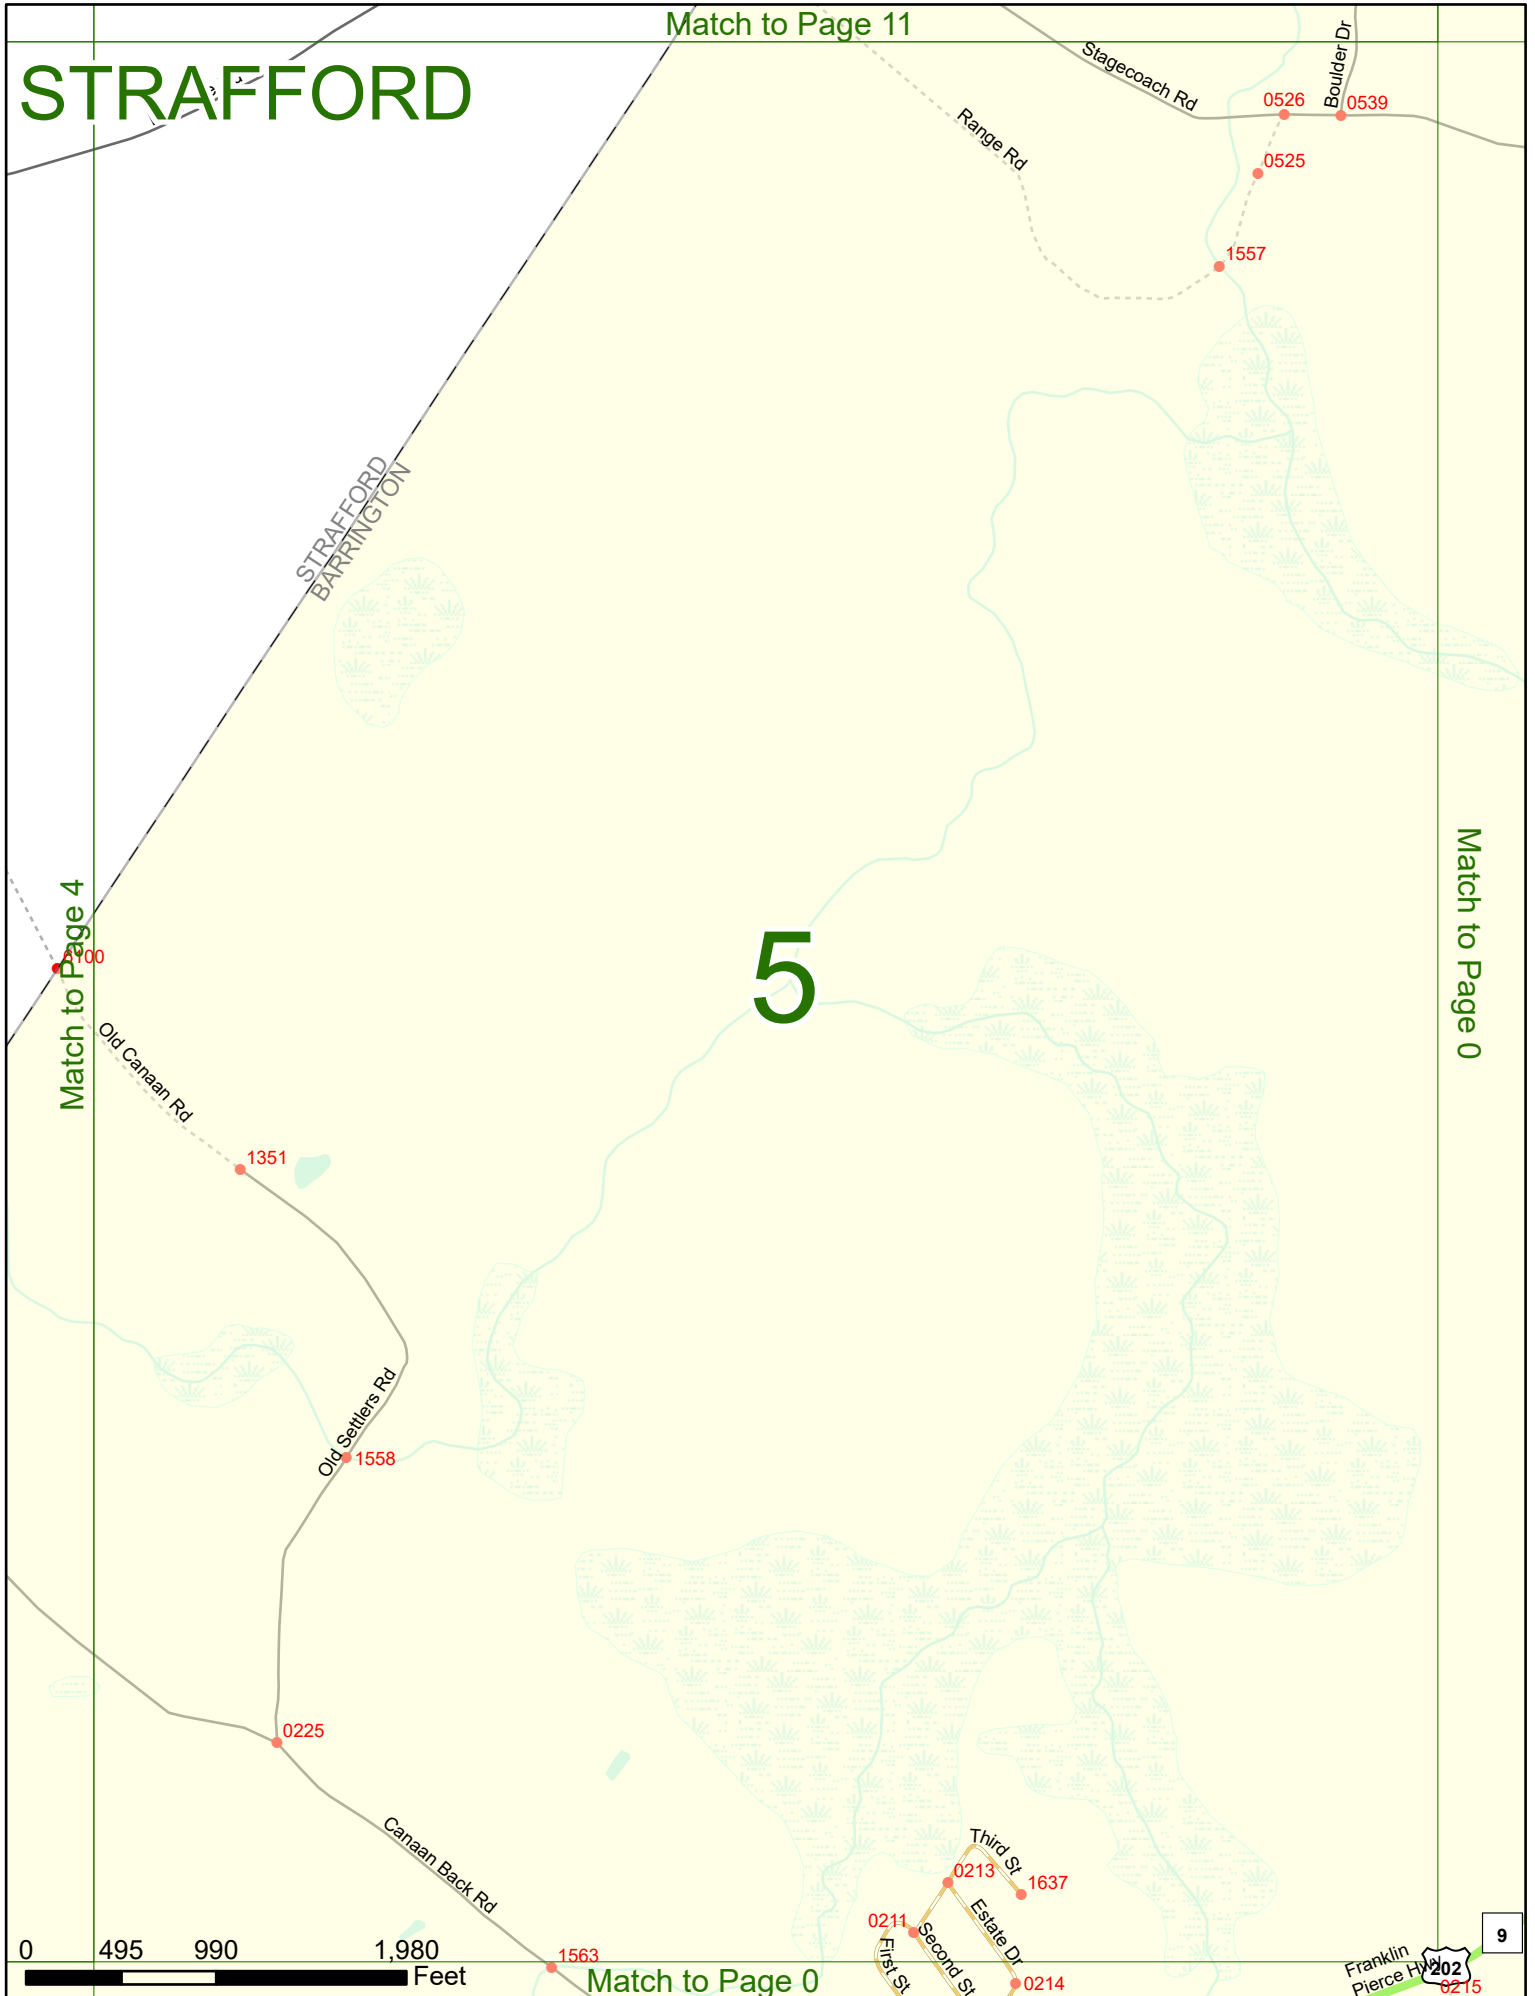 Match to Page 11
STRAFFORD
Stagecoach Rd
Boulder Dr
0526
0539
Range Rd
0525
1557
STRAFFORD
BARRINGTON
Match to Page 4
Match to Page 0
5
Old Canaan Rd
1351
Old Settlers Rd
1558
0225
Canaan Back Rd
Third St
0213
1637
0211
Estate Dr
Second St
First St
0214
1563
0 495 990 1,980
Feet
Match to Page 0
9
Franklin
Pierce Hwy
202
0215